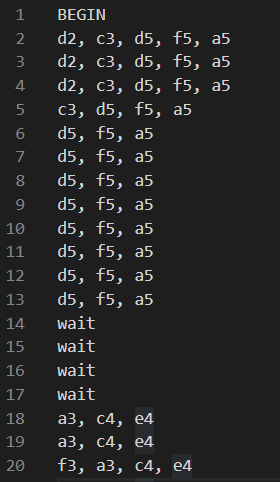 1 BEGIN
2 d2, c3, d5, f5, a5
3 d2, c3, d5, f5, a5
4 d2, c3, d5, f5, a5
5 c3, d5, f5, a5
6 d5, f5, a5
7 d5, f5, a5
8 d5, f5, a5
9 d5, f5, a5
10 d5, f5, a5
11 d5, f5, a5
12 d5, f5, a5
13 d5, f5, a5
14 wait
15 wait
16 wait
17 wait
18 a3, c4, e4
19 a3, c4, e4
20 f3, a3, c4, e4